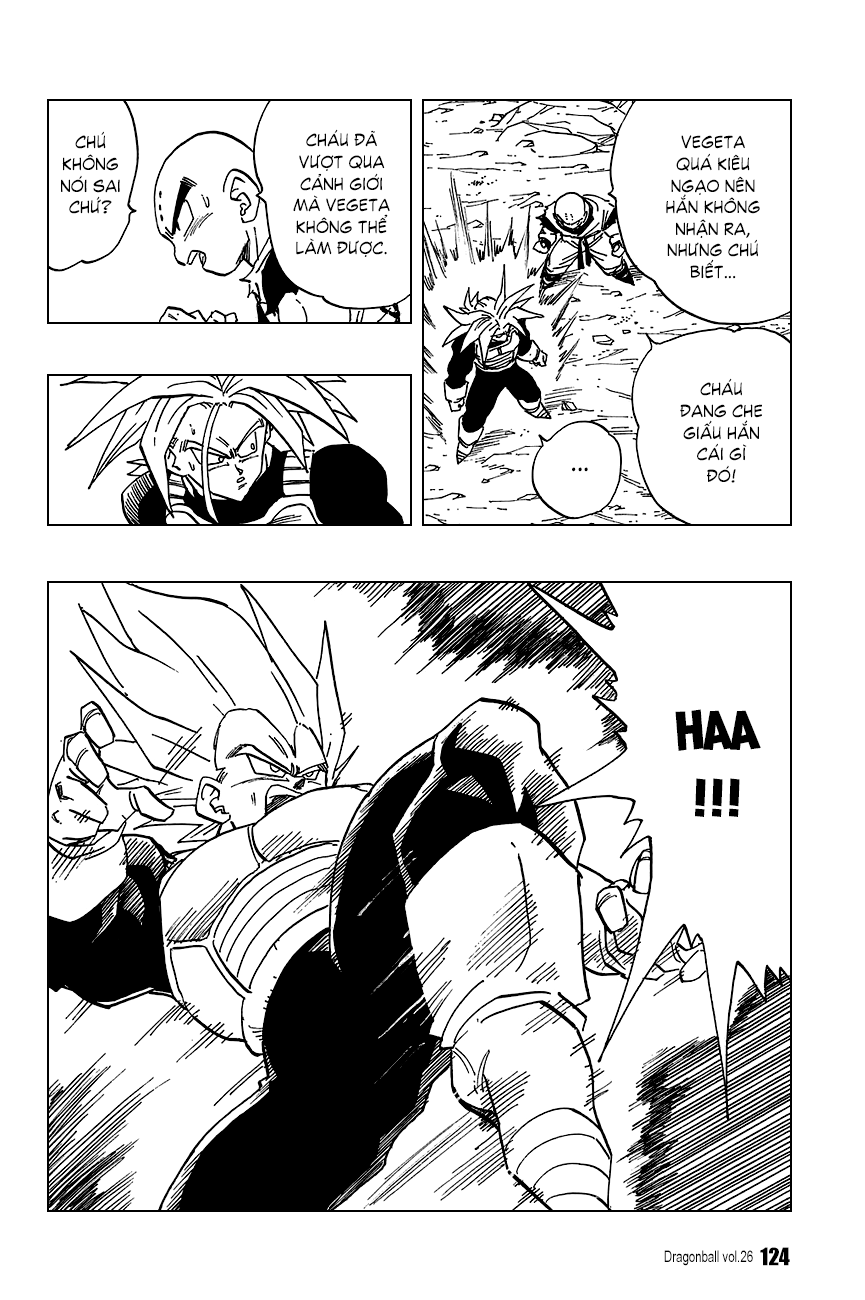 VEGETA
QUÁ KIÊU
NGẠO NÊN
HẮN KHÔNG
NHẬN RA,
NHƯNG CHÚ
BIẾT...
CHÁU
ĐANG CHE
GIẤU HẮN
CÁI GÌ
ĐÓ!
...
CHÁU ĐÃ
VƯỢT QUA
CẢNH GIỚI
MÀ VEGETA
KHÔNG THỂ
LÀM ĐƯỢC.
CHÚ
KHÔNG
NÓI SAI
CHỨ?
HAA
!!!
Dragonball vol.26 124